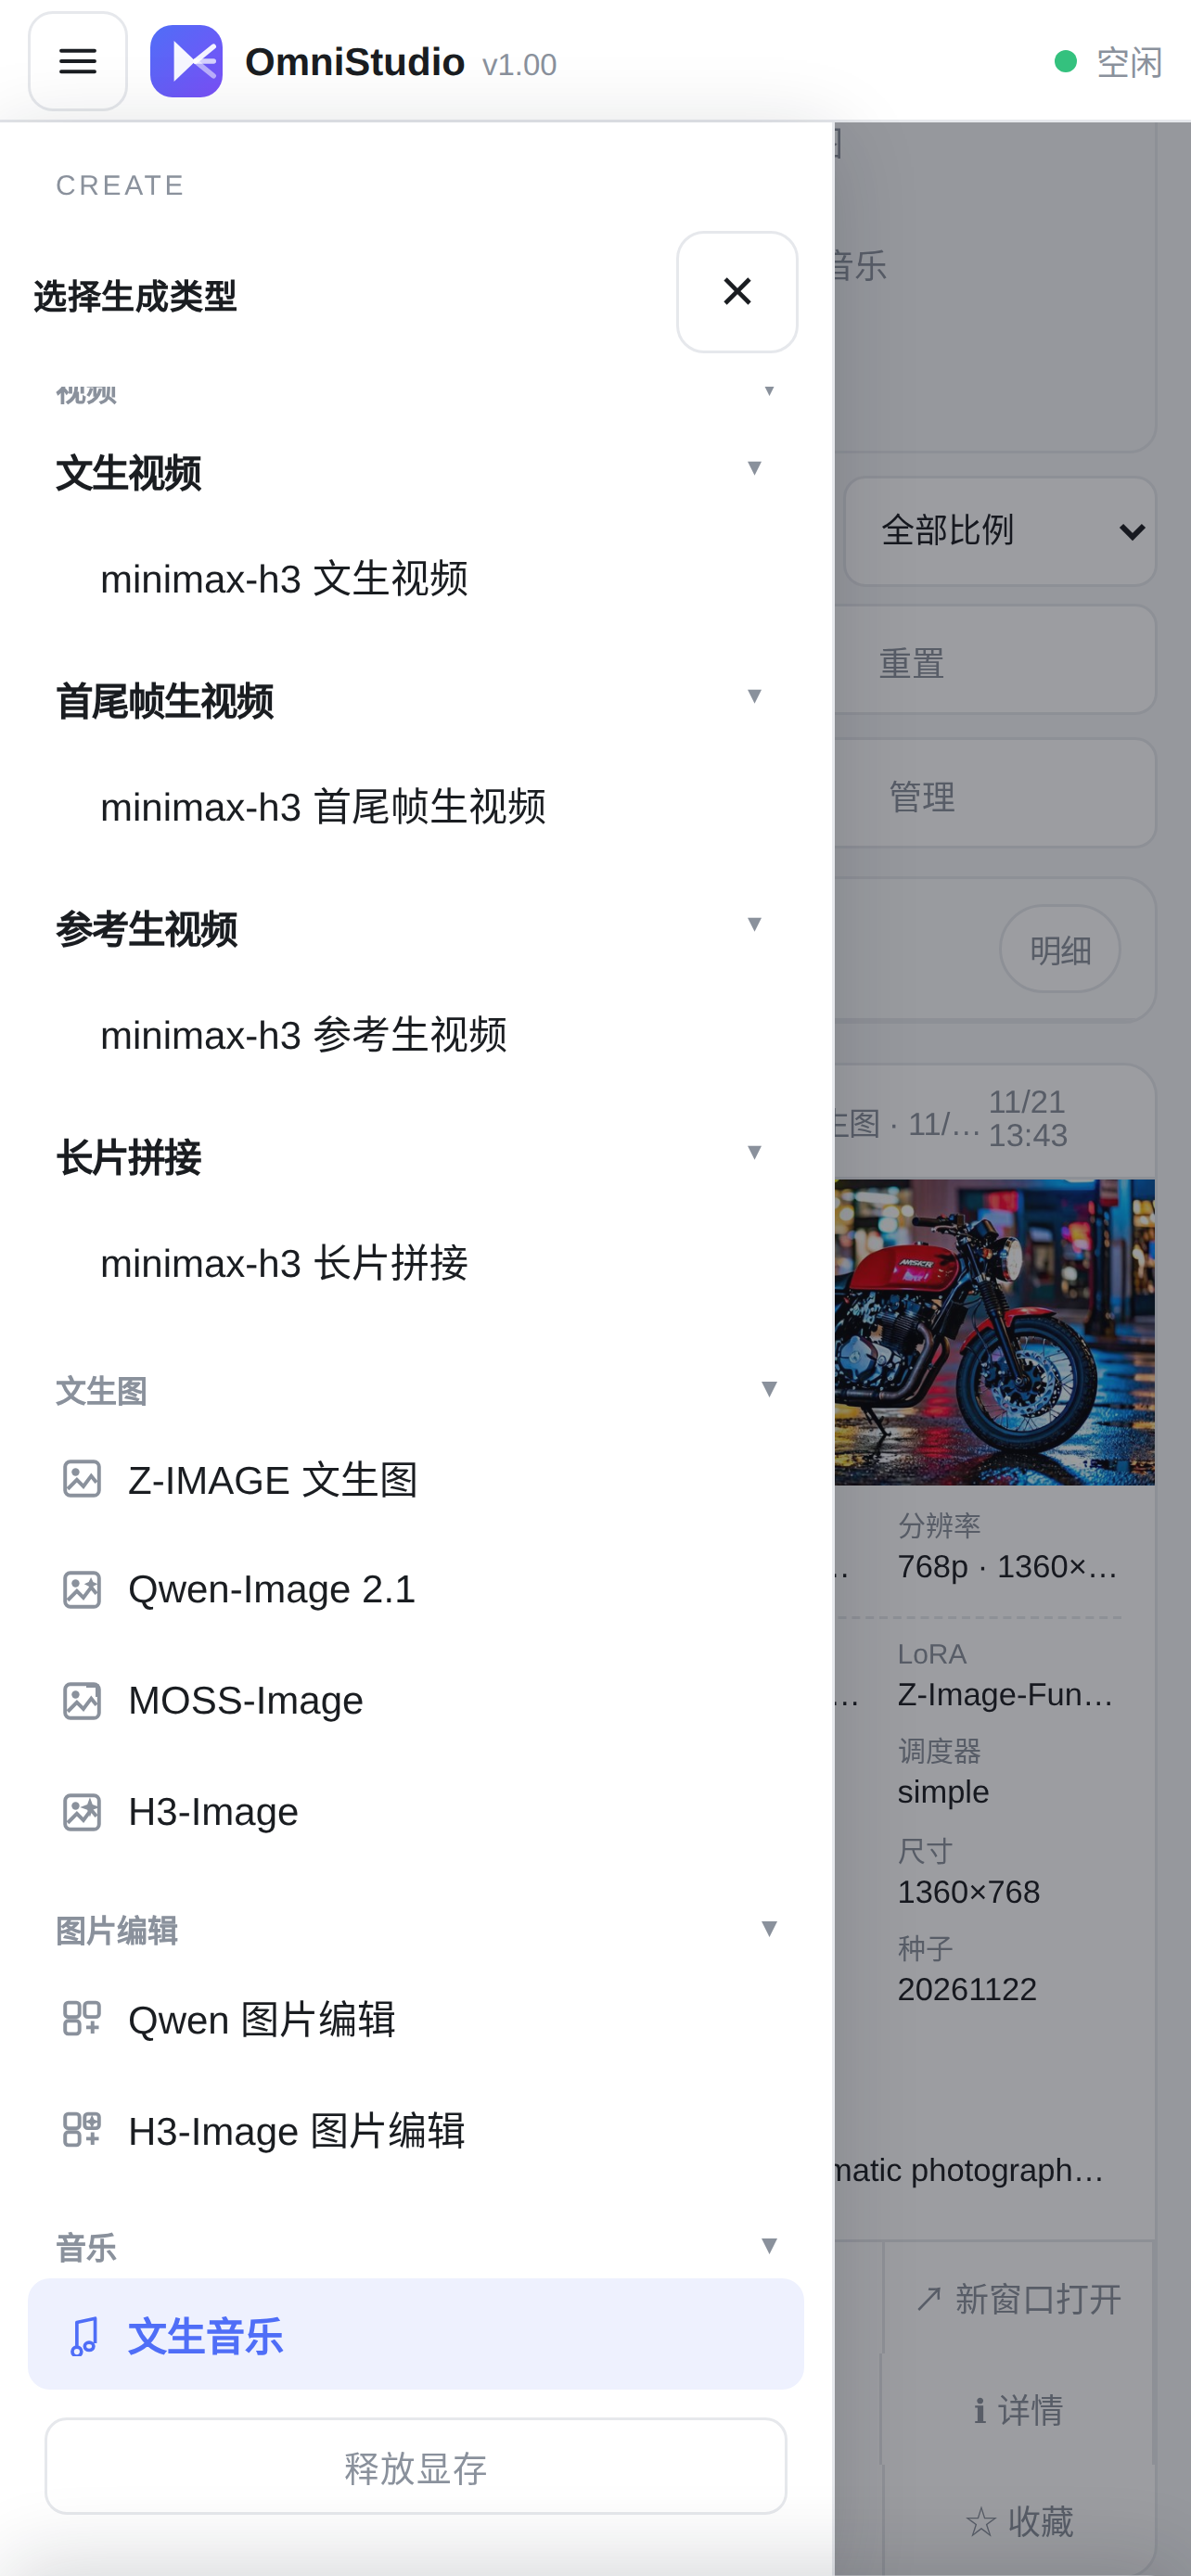 OmniStudio v1.00
空闲
CREATE
选择生成类型
视频
文生视频
minimax-h3 文生视频
首尾帧生视频
minimax-h3 首尾帧生视频
参考生视频
minimax-h3 参考生视频
长片拼接
minimax-h3 长片拼接
文生图
Z-IMAGE 文生图
Qwen-Image 2.1
MOSS-Image
H3-Image
图片编辑
Qwen 图片编辑
H3-Image 图片编辑
音乐
文生音乐
释放显存
音乐
全部比例
重置
管理
明细
生图 · 11/…
11/21
13:43
分辨率
768p · 1360×…
LoRA
Z-Image-Fun…
调度器
simple
尺寸
1360×768
种子
20261122
matic photograph…
↗ 新窗口打开
ℹ 详情
☆ 收藏